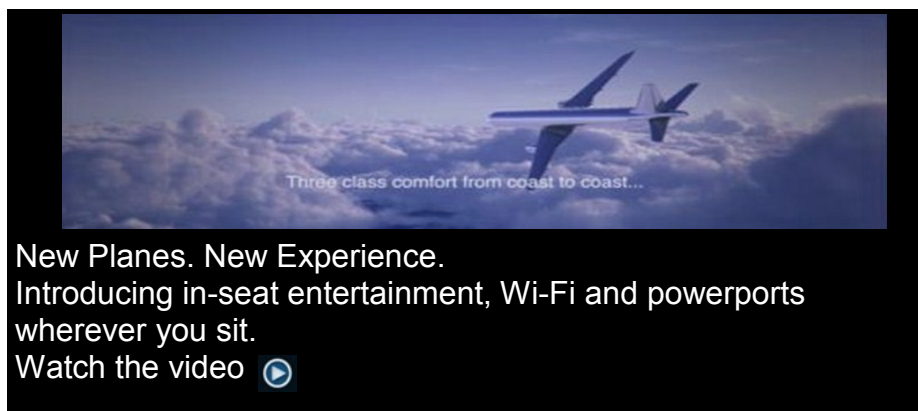 Three class comfort from coast to coast...
New Planes. New Experience.
Introducing in-seat entertainment, Wi-Fi and powerports
wherever you sit.
Watch the video